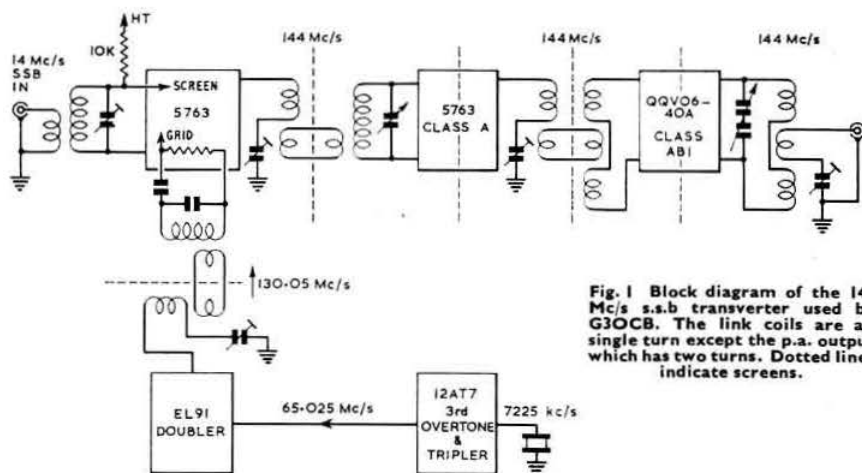 HT
14 Mc/s
SSB
IN
10K
SCREEN
5763
GRID
144 Mc/s
5763
CLASS A
144 Mc/s
QQVO6-
40A
CLASS
AB1
144 Mc/s
130·05 Mc/s
EL91
DOUBLER
65·025 Mc/s
12AT7
3rd
OVERTONE
&
TRIPLER
7225 kc/s
Fig. 1 Block diagram of the 14
Mc/s s.s.b transverter used b
G3OCB. The link coils are a
single turn except the p.a. outpu
which has two turns. Dotted line
indicate screens.